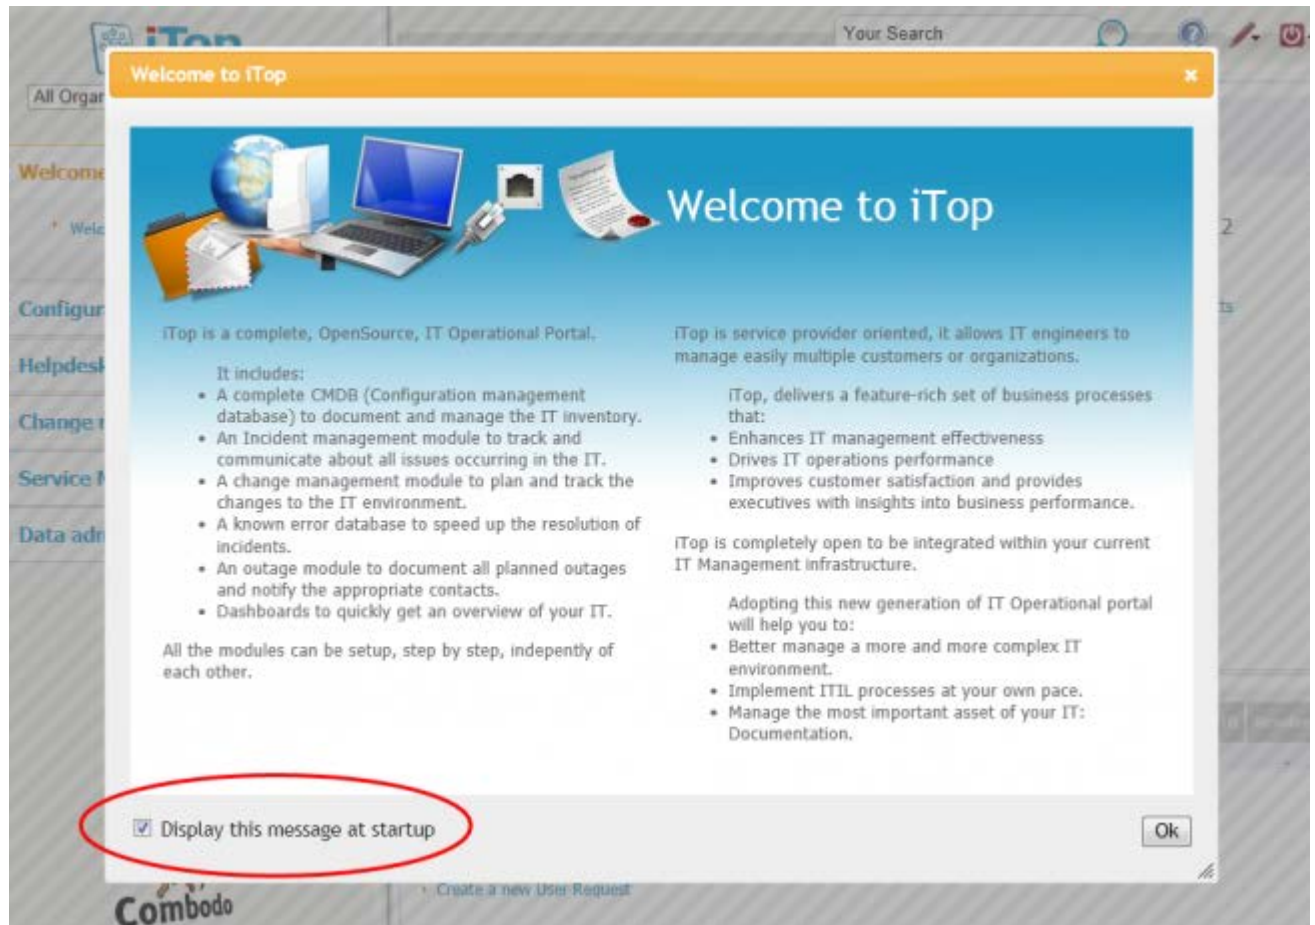 iTop
Your Search
All Organ
Welcome to iTop
Welcome
Welc
Configur
Helpdesk
Change
Service
Data adm
Welcome to iTop
iTop is a complete, OpenSource, IT Operational Portal.
It includes:
• A complete CMDB (Configuration management
database) to document and manage the IT inventory.
• An Incident management module to track and
communicate about all issues occurring in the IT.
• A change management module to plan and track the
changes to the IT environment.
• A known error database to speed up the resolution of
incidents.
• An outage module to document all planned outages
and notify the appropriate contacts.
• Dashboards to quickly get an overview of your IT.
All the modules can be setup, step by step, indepently of
each other.
iTop is service provider oriented, it allows IT engineers to
manage easily multiple customers or organizations.
iTop, delivers a feature-rich set of business processes
that:
• Enhances IT management effectiveness
• Drives IT operations performance
• Improves customer satisfaction and provides
executives with insights into business performance.
iTop is completely open to be integrated within your current
IT Management infrastructure.
Adopting this new generation of IT Operational portal
will help you to:
• Better manage a more and more complex IT
environment.
• Implement ITIL processes at your own pace.
• Manage the most important asset of your IT:
Documentation.
2
ts
Display this message at startup
Ok
Create a new User Request
Combodo